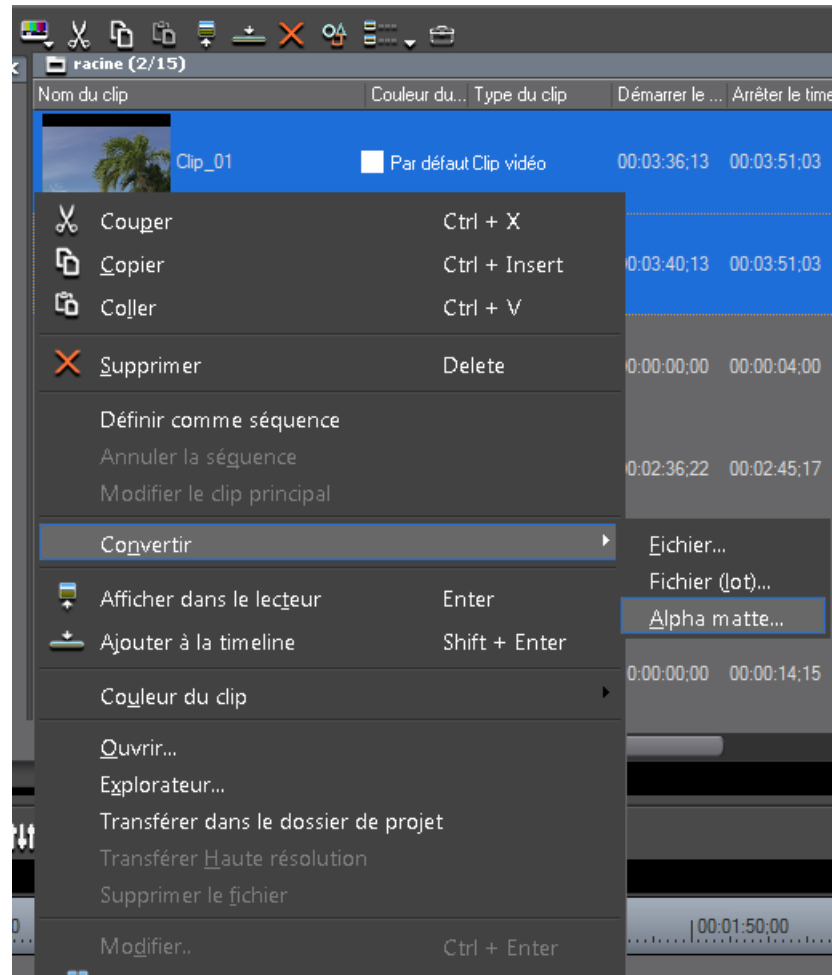 racine (2/15)
Nom du clip Couleur du... Type du clip Démarrer le ... Arrêter le time
Clip_01 Par défaut Clip vidéo 00:03:36;13 00:03:51;03
Couper Ctrl + X
Copier Ctrl + Insert 0:03:40;13 00:03:51;03
Coller Ctrl + V
Supprimer Delete 0:00:00;00 00:00:04;00
Définir comme séquence
Annuler la séquence 0:02:36;22 00:02:45;17
Modifier le clip principal
Convertir Fichier...
Fichier (lot)...
Afficher dans le lecteur Enter Alpha matte...
Ajouter à la timeline Shift + Enter
0:00:00;00 00:00:14;15
Couleur du clip
Ouvrir...
Explorateur...
Transférer dans le dossier de projet
Transférer Haute résolution
Supprimer le fichier
0 00:01:50;00
Modifier.. Ctrl + Enter